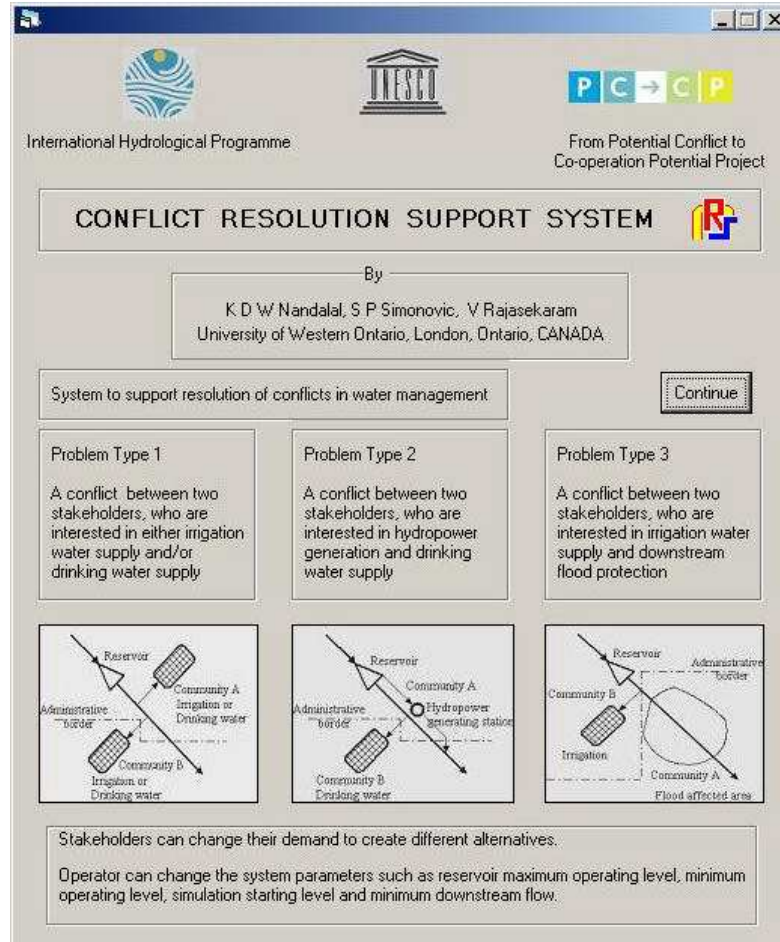 UNESCO
P C → C P
International Hydrological Programme
From Potential Conflict to
Co-operation Potential Project
CONFLICT RESOLUTION SUPPORT SYSTEM
By
K D W Nandalal, S P Simonovic, V Rajasekaram
University of Western Ontario, London, Ontario, CANADA
System to support resolution of conflicts in water management
Continue
Problem Type 1
A conflict between two
stakeholders, who are
interested in either irrigation
water supply and/or
drinking water supply
Problem Type 2
A conflict between two
stakeholders, who are
interested in hydropower
generation and drinking
water supply
Problem Type 3
A conflict between two
stakeholders, who are
interested in irrigation water
supply and downstream
flood protection
Reservoir
Community A
Irrigation or
Drinking water
Administrative
border
Community B
Irrigation or
Drinking water
Reservoir
Community A
Hydropower
generating station
Administrative
border
Community B
Drinking water
Reservoir
Administrative
border
Community B
Irrigation
Community A
Flood affected area
Stakeholders can change their demand to create different alternatives.
Operator can change the system parameters such as reservoir maximum operating level, minimum
operating level, simulation starting level and minimum downstream flow.